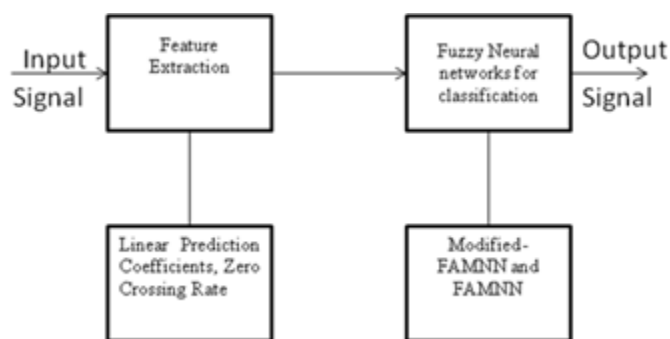 Input
Signal
Feature
Extraction
Fuzzy Neural
networks for
classification
Output
Signal
Linear Prediction
Coefficients, Zero
Crossing Rate
Modified-
FAMNN and
FAMNN